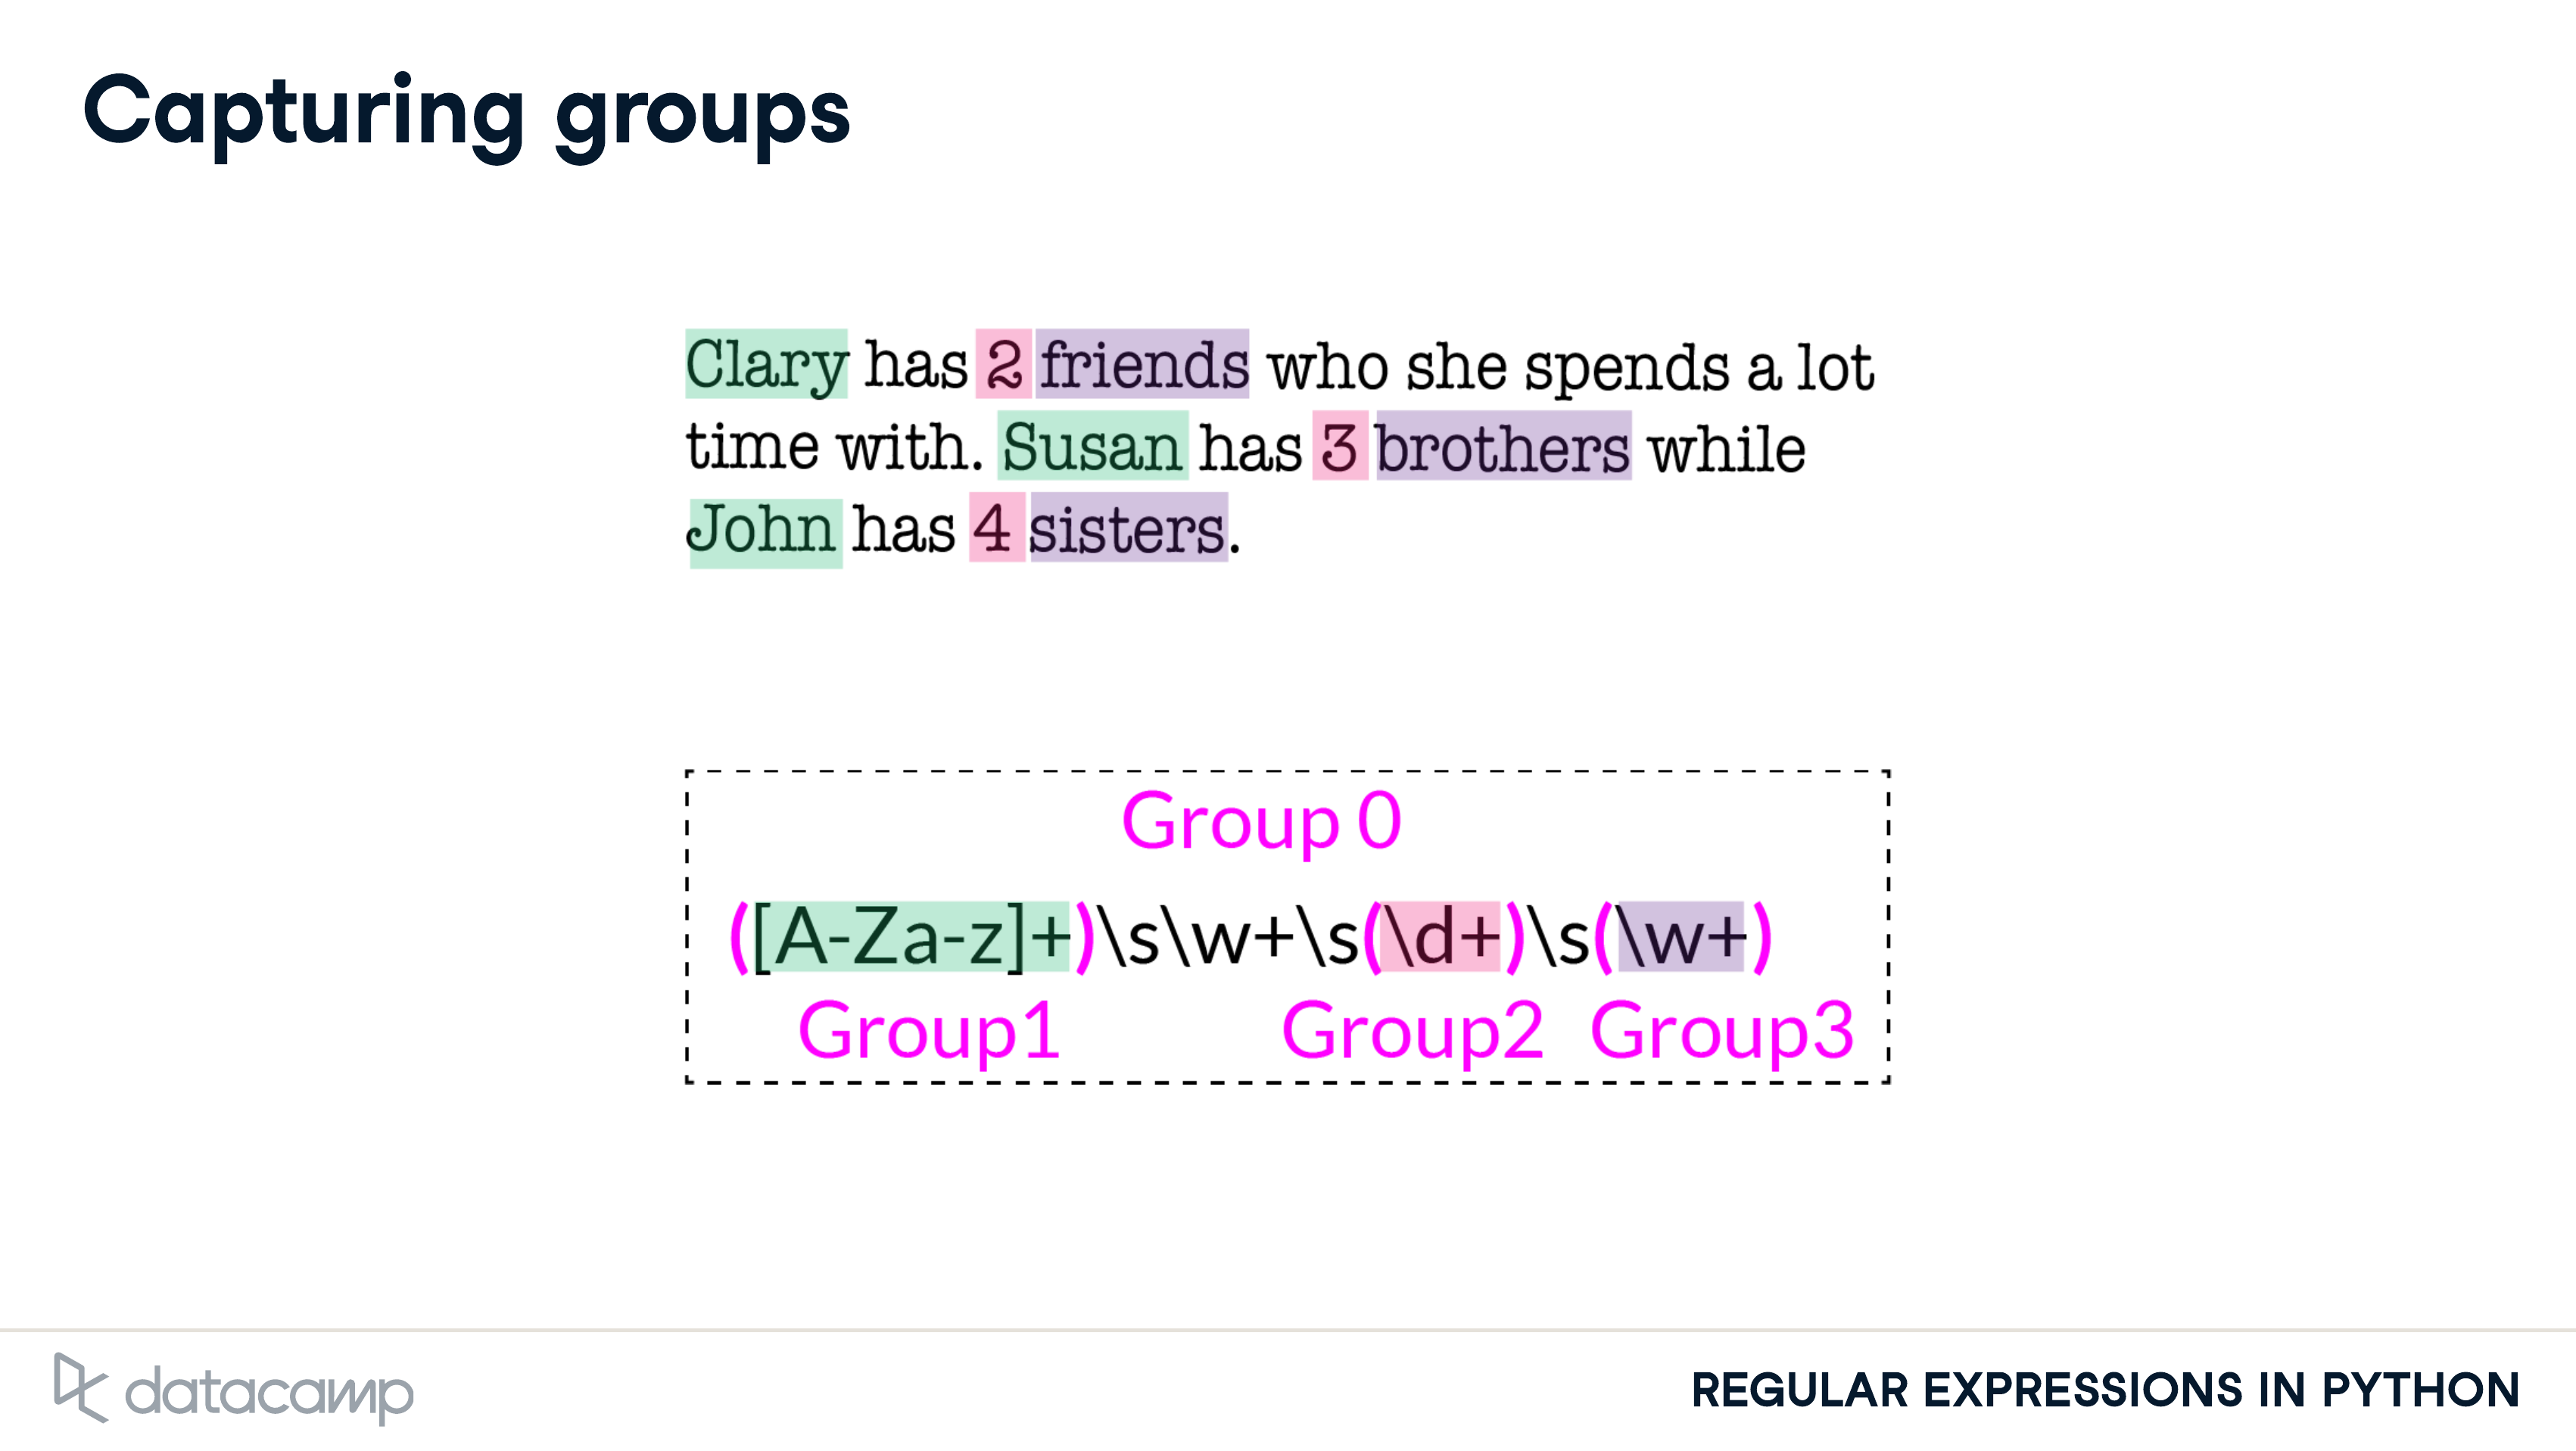 Capturing groups
Clary has 2 friends who she spends a lot
time with. Susan has 3 brothers while
John has 4 sisters.
Group 0
([A-Za-z]+)\s\w+\s(\d+)\s(\w+)
Group1 Group2 Group3
datacamp
REGULAR EXPRESSIONS IN PYTHON